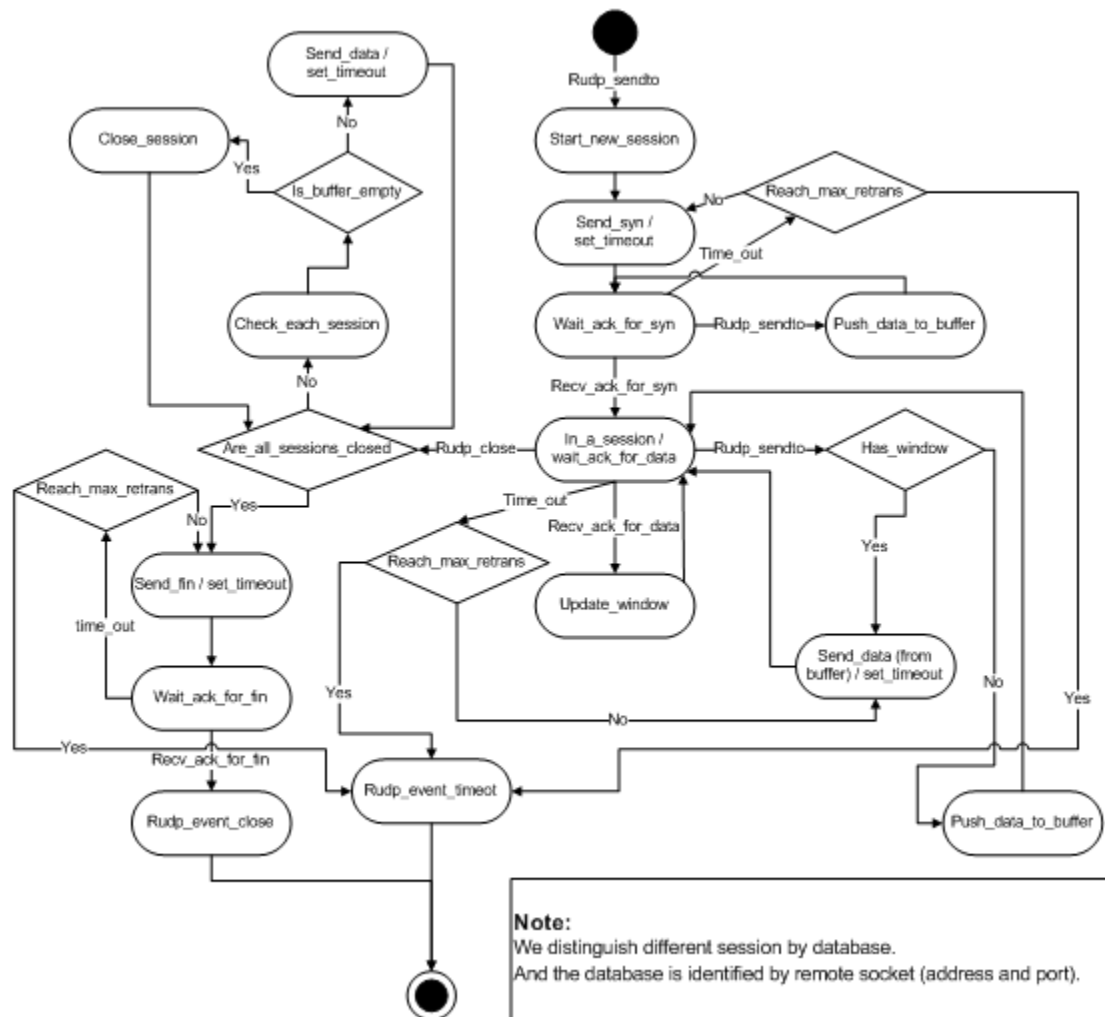 Send_data /
set_timeout
Rudp_sendto
Close_session
No
Start_new_session
Yes
Is_buffer_empty
Reach_max_retrans
No
Send_syn /
set_timeout
Yes
Time_out
Check_each_session
Wait_ack_for_syn
Rudp_sendto
Push_data_to_buffer
No
Recv_ack_for_syn
Are_all_sessions_closed
Rudp_close
In_a_session /
wait_ack_for_data
Rudp_sendto
Has_window
Reach_max_retrans
No
Yes
Time_out
Recv_ack_for_data
Reach_max_retrans
Yes
Send_fin / set_timeout
Update_window
time_out
Send_data (from
buffer) / set_timeout
No
Wait_ack_for_fin
Yes
No
Yes
Yes
Recv_ack_for_fin
Rudp_event_timeot
Rudp_event_close
Push_data_to_buffer
Note:
We distinguish different session by database.
And the database is identified by remote socket (address and port).